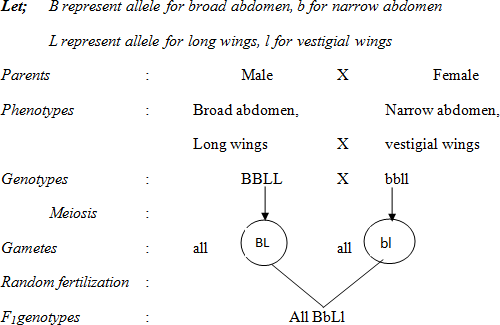 Let; B represent allele for broad abdomen, b for narrow abdomen
L represent allele for long wings, l for vestigial wings
Parents : Male X Female
Phenotypes : Broad abdomen, Narrow abdomen,
Long wings X vestigial wings
Genotypes : BBLL X bbll
Meiosis :
Gametes : all BL all bl
Random fertilization :
F1genotypes : All BbLl